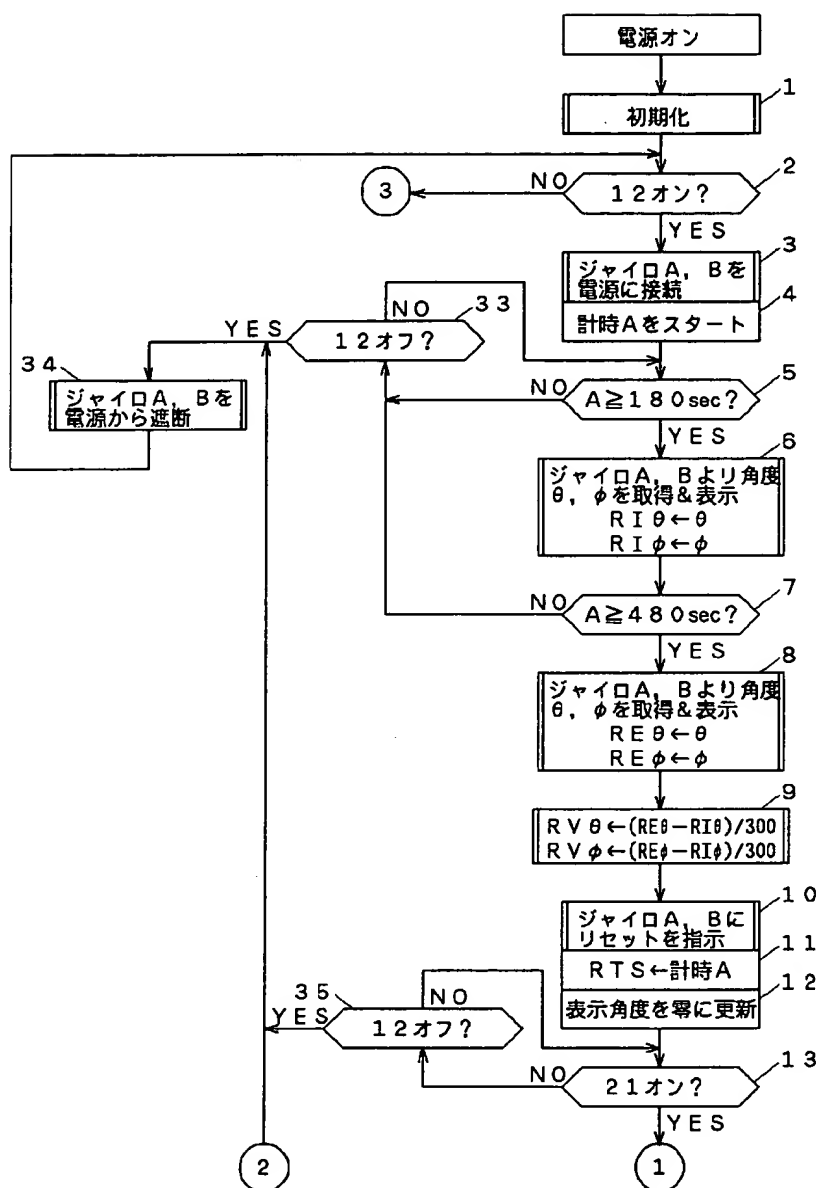 電源オン
1
初期化
2
NO
12オン?
3
YES
3
ジャイロA，Bを
電源に接続
4
計時Aをスタート
NO
33
YES
12オフ?
34
ジャイロA，Bを
電源から遮断
5
NO
A≧180sec?
YES
6
ジャイロA，Bより角度
θ，φを取得&表示
RIθ←θ
RIφ←φ
7
NO
A≧480sec?
YES
8
ジャイロA，Bより角度
θ，φを取得&表示
REθ←θ
REφ←φ
9
RVθ←(REθ−RIθ)/300
RVφ←(REφ−RIφ)/300
10
ジャイロA，Bに
リセットを指示
11
RTS←計時A
12
表示角度を零に更新
35
NO
YES
12オフ?
13
NO
21オン?
YES
2
1